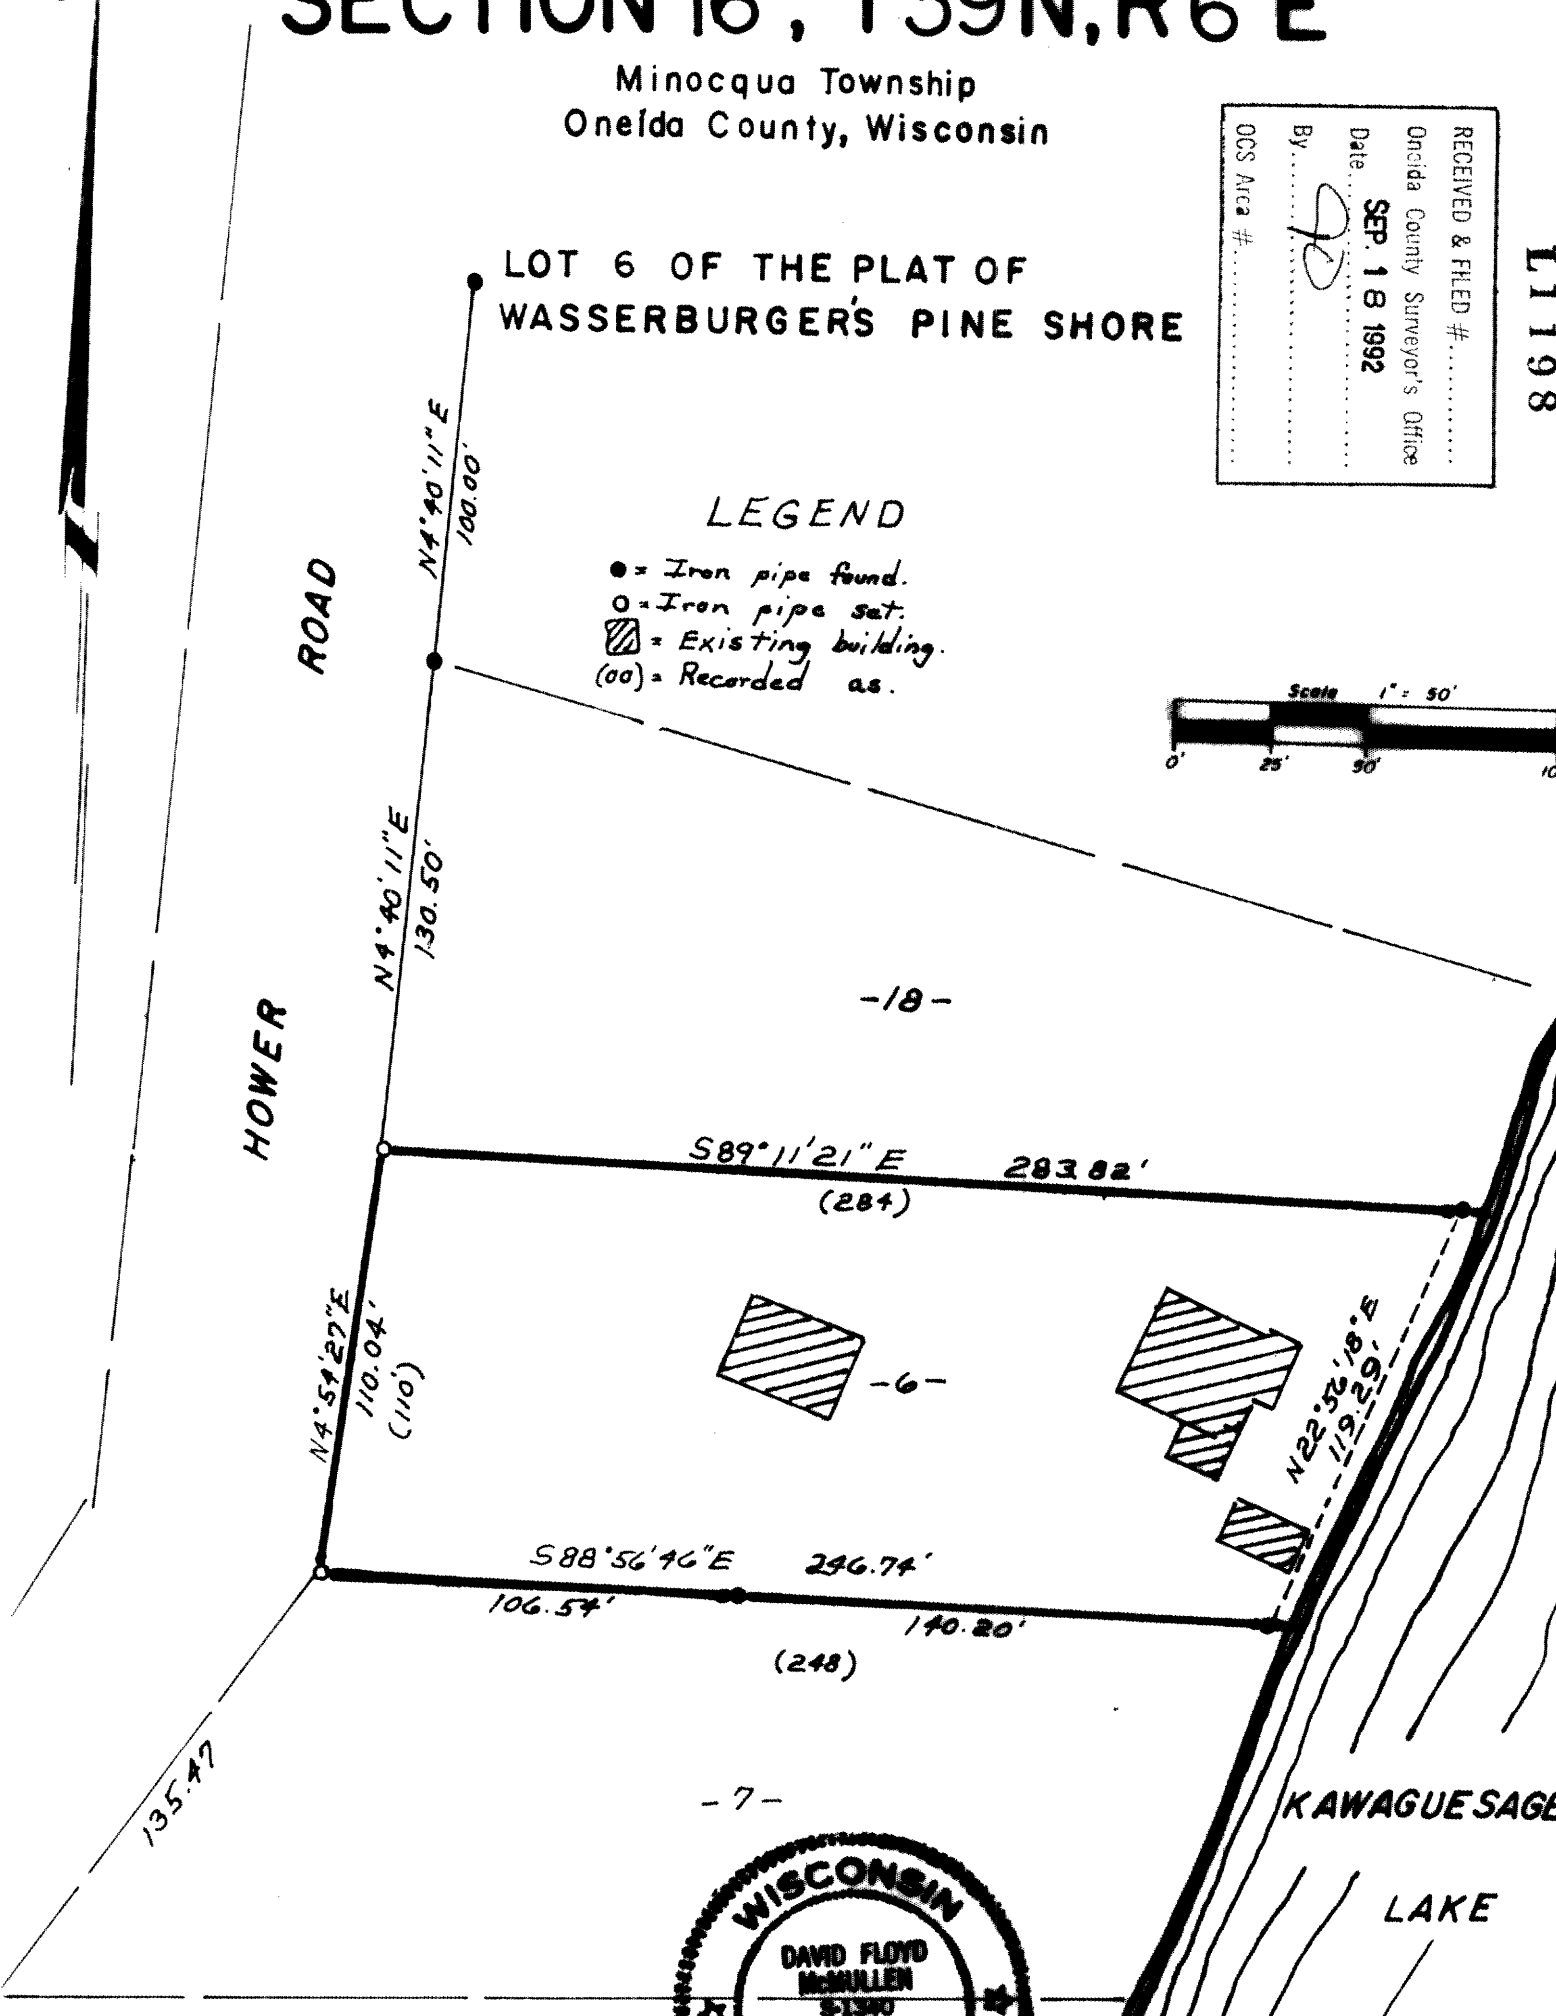 SECTION 16, T39N, R6E
Minocqua Township
Oneida County, Wisconsin
RECEIVED & FILED #
Oneida County Surveyor's Office
Date SEP. 18 1992
By
OCS Area #
L1198
LOT 6 OF THE PLAT OF
WASSERBURGER'S PINE SHORE
N4°40'11"E
100.00'
LEGEND
● = Iron pipe found.
○ = Iron pipe set.
= Existing building.
(00) = Recorded as.
Scale 1" = 50'
0' 25' 50'
ROAD
N4°40'11"E
130.50'
-18-
HOWER
S89°11'21"E 283.82'
(284)
N4°54'27"E
110.04'
(110')
-6-
N22°56'18"E
119.29'
S88°56'46"E 246.74'
106.54' 140.20'
(248)
135.47
-7-
KAWAGUESAGE
LAKE
WISCONSIN
DAVID FLOYD
McMULLEN
S-1340